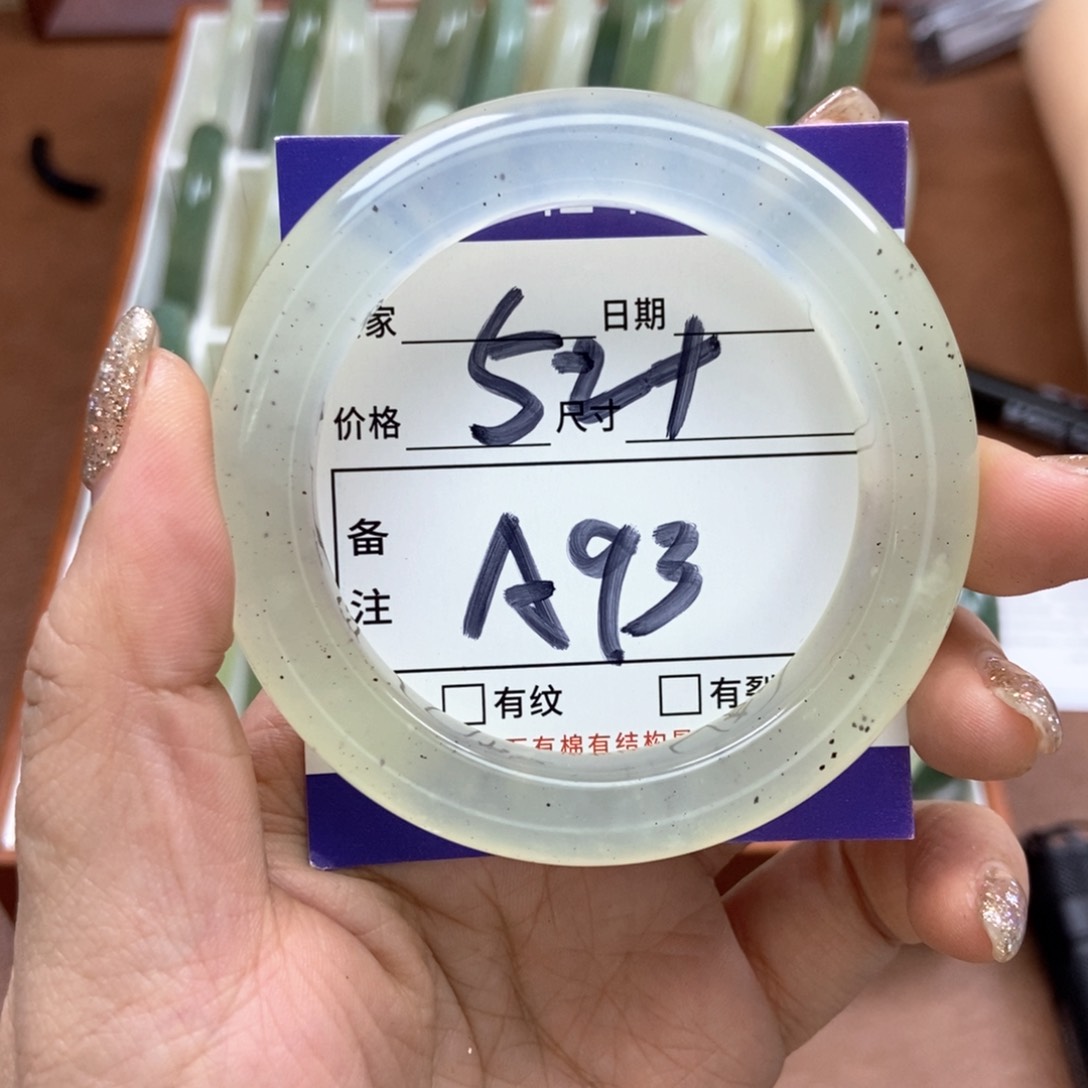 家 日期
521
价格 尺寸
备注
A93
有纹 有裂
有棉有结构